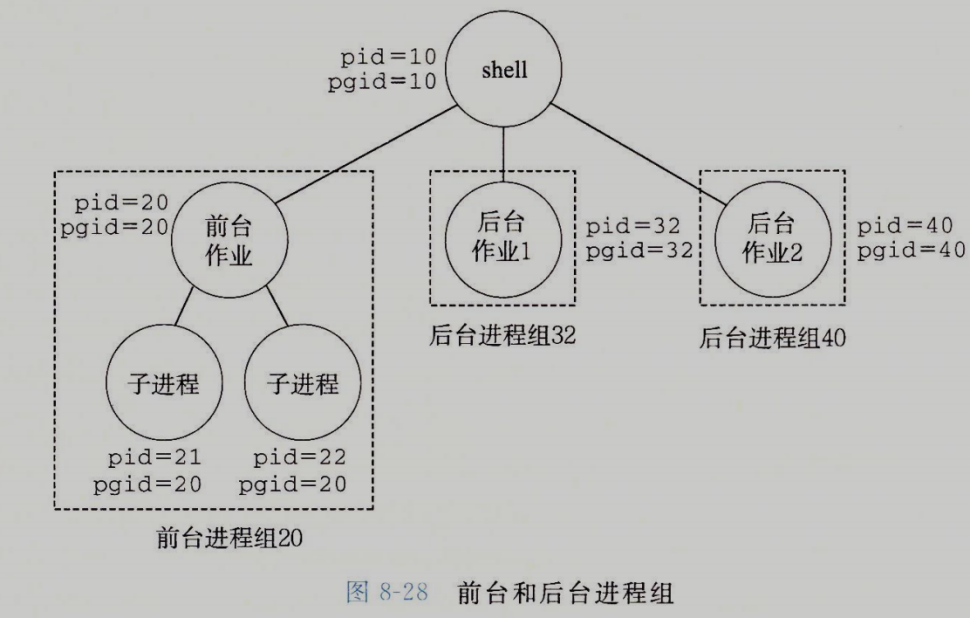 pid=10
pgid=10
shell
pid=20
pgid=20
前台
作业
后台
作业1
pid=32
pgid=32
后台
作业2
pid=40
pgid=40
后台进程组32
后台进程组40
子进程
子进程
pid=21
pgid=20
pid=22
pgid=20
前台进程组20
图 8-28 前台和后台进程组